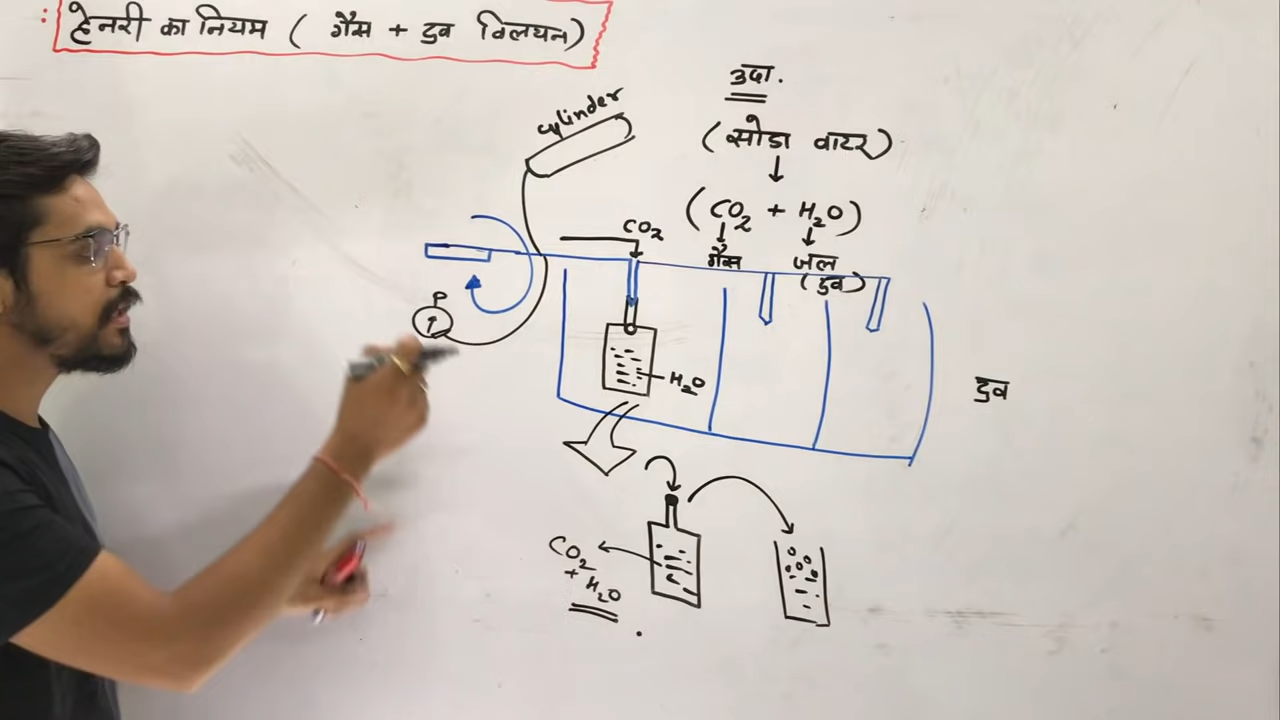 : हेनरी का नियम ( गैस + द्रव विलयन )
उदा.
( सोडा वाटर )
( CO₂ + H₂O )
गैस जल
( द्रव )
cylinder
CO₂
P
H₂O
द्रव
CO₂
+ H₂O